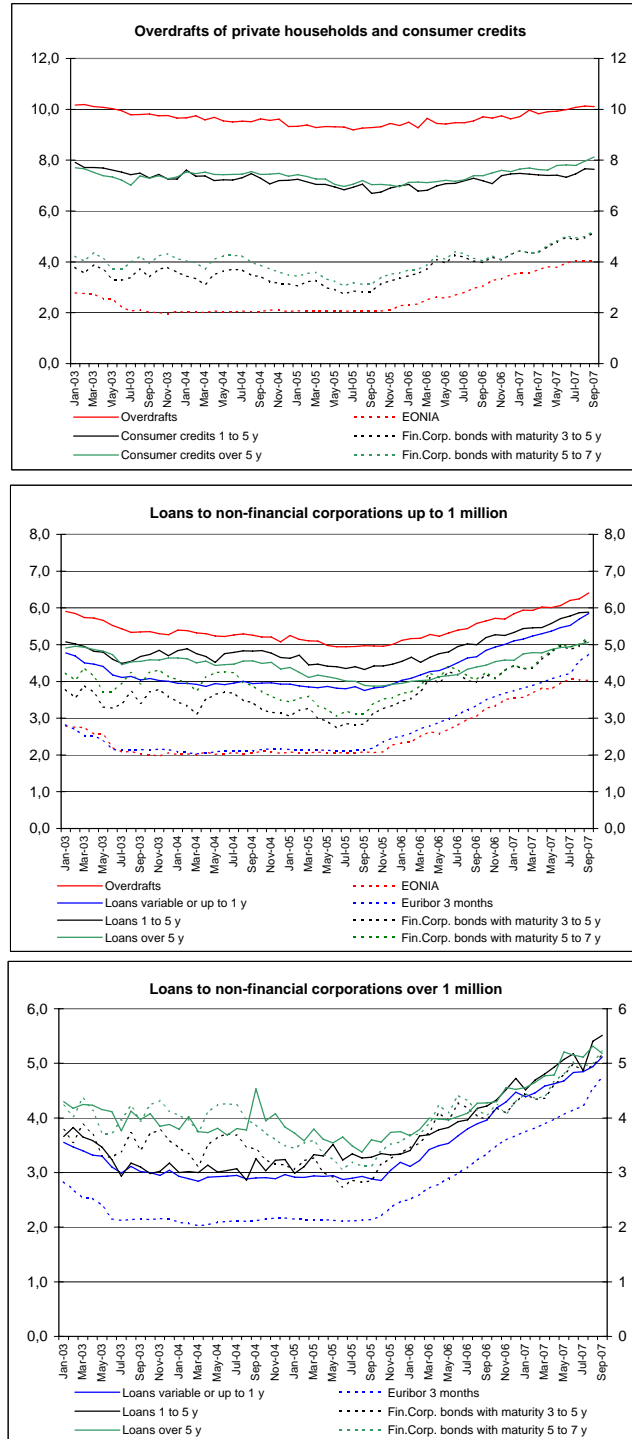 Overdrafts of private households and consumer credits
12,0 12
10,0 10
8,0 8
6,0 6
4,0 4
2,0 2
0,0 0
Jan-03 Mar-03 May-03 Jul-03 Sep-03 Nov-03 Jan-04 Mar-04 May-04 Jul-04 Sep-04 Nov-04 Jan-05 Mar-05 May-05 Jul-05 Sep-05 Nov-05 Jan-06 Mar-06 May-06 Jul-06 Sep-06 Nov-06 Jan-07 Mar-07 May-07 Jul-07 Sep-07
Overdrafts EONIA
Consumer credits 1 to 5 y Fin.Corp. bonds with maturity 3 to 5 y
Consumer credits over 5 y Fin.Corp. bonds with maturity 5 to 7 y
Loans to non-financial corporations up to 1 million
8,0 8,0
7,0 7,0
6,0 6,0
5,0 5,0
4,0 4,0
3,0 3,0
2,0 2,0
1,0 1,0
0,0 0,0
Jan-03 Mar-03 May-03 Jul-03 Sep-03 Nov-03 Jan-04 Mar-04 May-04 Jul-04 Sep-04 Nov-04 Jan-05 Mar-05 May-05 Jul-05 Sep-05 Nov-05 Jan-06 Mar-06 May-06 Jul-06 Sep-06 Nov-06 Jan-07 Mar-07 May-07 Jul-07 Sep-07
Overdrafts EONIA
Loans variable or up to 1 y Euribor 3 months
Loans 1 to 5 y Fin.Corp. bonds with maturity 3 to 5 y
Loans over 5 y Fin.Corp. bonds with maturity 5 to 7 y
Loans to non-financial corporations over 1 million
6,0 6
5,0 5
4,0 4
3,0 3
2,0 2
1,0 1
0,0 0
Jan-03 Mar-03 May-03 Jul-03 Sep-03 Nov-03 Jan-04 Mar-04 May-04 Jul-04 Sep-04 Nov-04 Jan-05 Mar-05 May-05 Jul-05 Sep-05 Nov-05 Jan-06 Mar-06 May-06 Jul-06 Sep-06 Nov-06 Jan-07 Mar-07 May-07 Jul-07 Sep-07
Loans variable or up to 1 y Euribor 3 months
Loans 1 to 5 y Fin.Corp. bonds with maturity 3 to 5 y
Loans over 5 y Fin.Corp. bonds with maturity 5 to 7 y